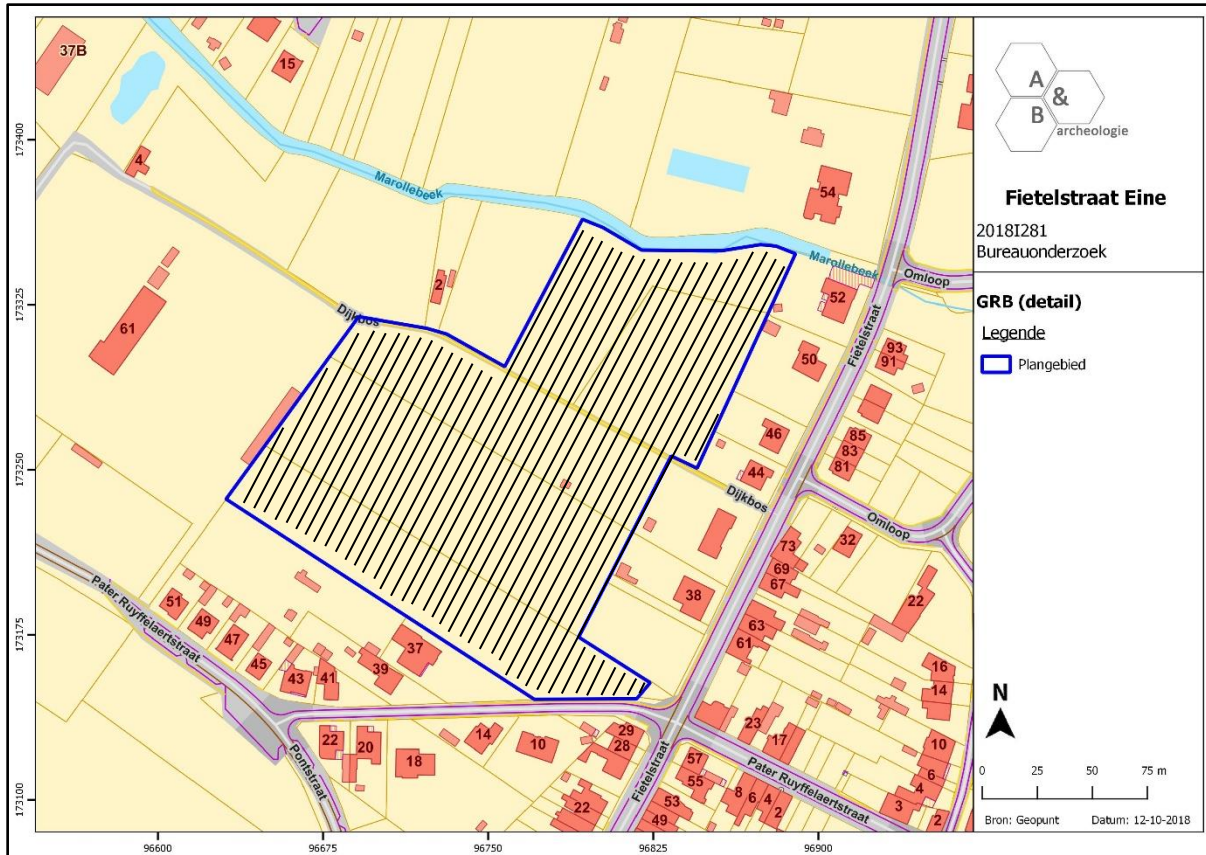 37B
15
4
Marollebeek
54
Marollebeek
Omloop
2
52
Dijkbos
61
50
Fietelstraat
93
91
46
85
83
81
44
Dijkbos
Omloop
73
32
69
67
38
22
63
61
Pater Ruyffelaertstraat
51
49
47
45
43
41
39
37
16
14
22
20
18
14
10
29
28
23
17
10
6
4
3
2
Pontstraat
Fietelstraat
57
55
Pater Ruyffelaertstraat
8
6
4
2
53
49
22
173400
173325
173250
173175
173100
96600
96675
96750
96825
96900
A
&
B
archeologie
Fietelstraat Eine
2018I281
Bureauonderzoek
GRB (detail)
Legende
Plangebied
N
0 25 50 75 m
Bron: Geopunt Datum: 12-10-2018